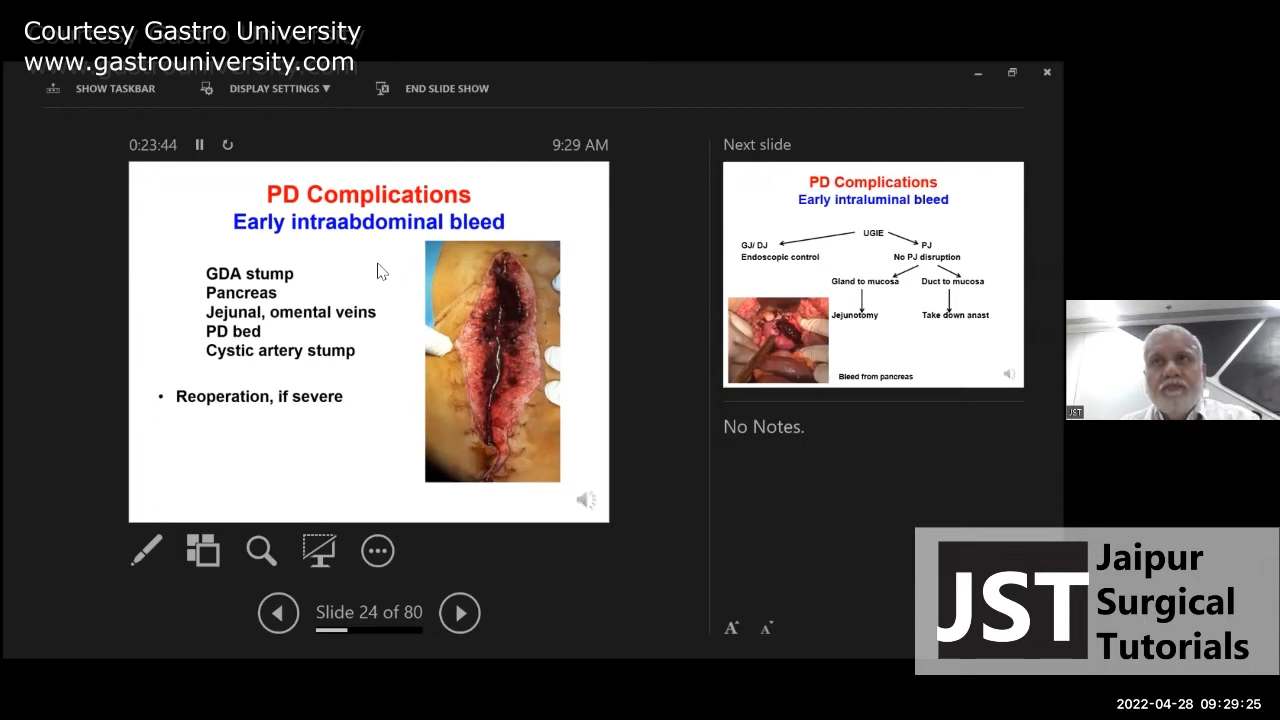 Courtesy Gastro University
www.gastrouniversity.com
SHOW TASKBAR
DISPLAY SETTINGS ▼
END SLIDE SHOW
0:23:44
9:29 AM
PD Complications
Early intraabdominal bleed
GDA stump
Pancreas
Jejunal, omental veins
PD bed
Cystic artery stump
• Reoperation, if severe
Slide 24 of 80
Next slide
PD Complications
Early intraluminal bleed
UGIE
GJ/ DJ
PJ
Endoscopic control
No PJ disruption
Gland to mucosa
Duct to mucosa
Jejunotomy
Take down anast
Bleed from pancreas
No Notes.
A A
JST
JST
Jaipur
Surgical
Tutorials
2022-04-28 09:29:25